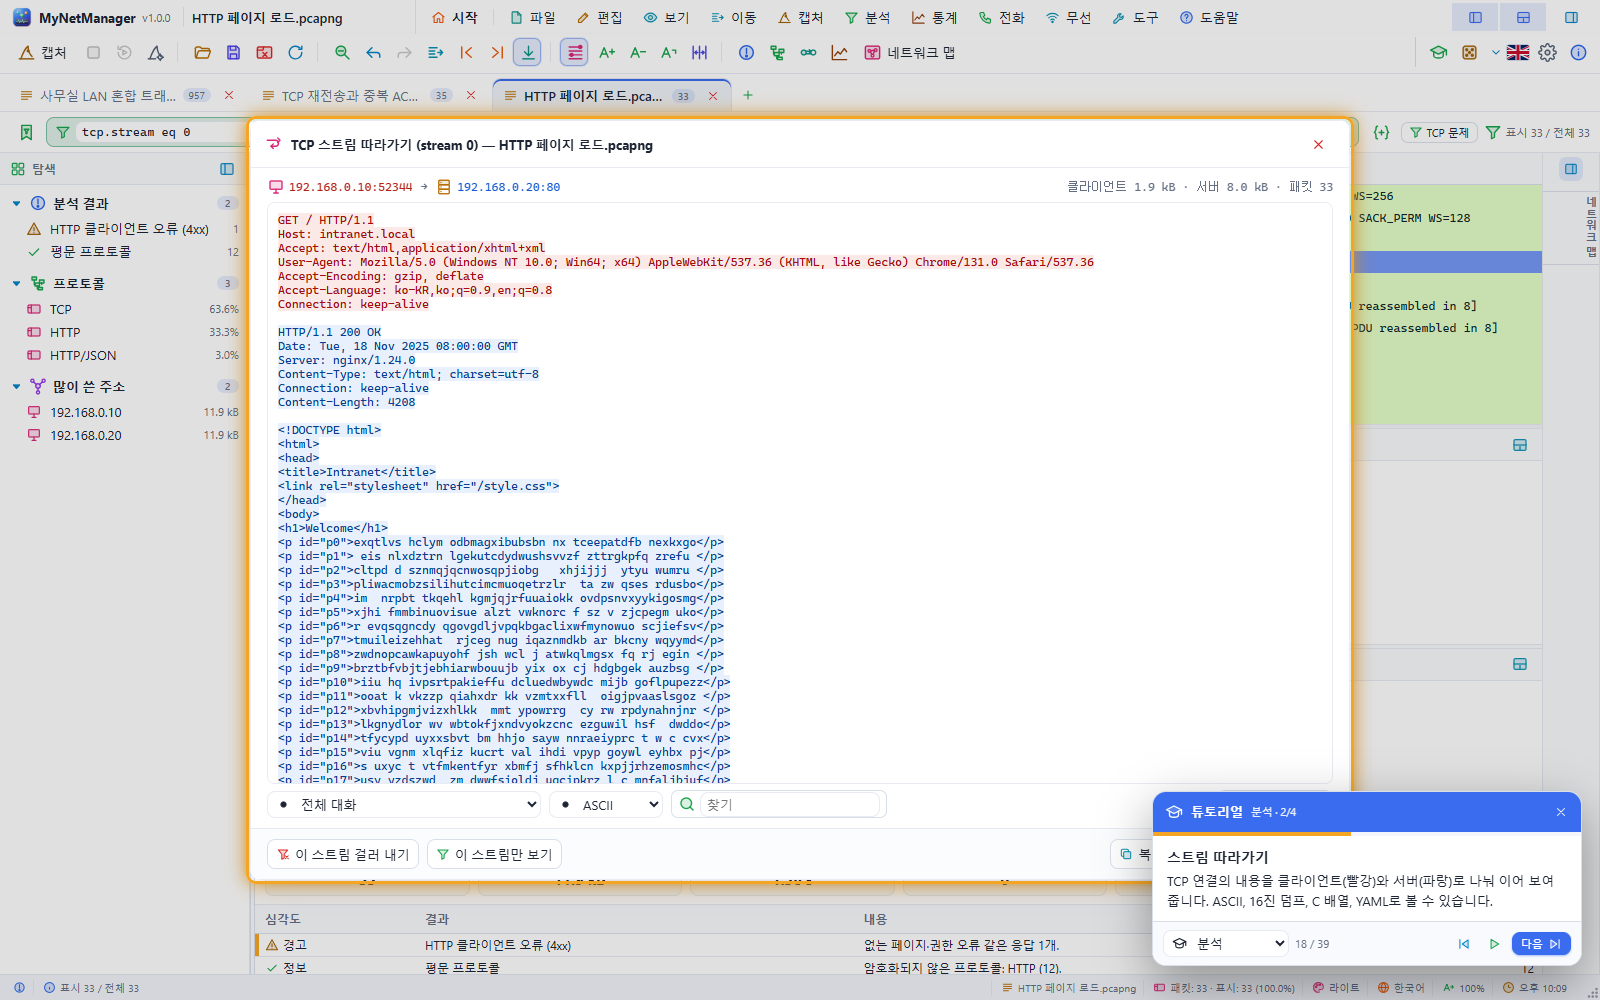 MyNetManager v1.0.0 HTTP 페이지 로드.pcapng 시작 파일 편집 보기 이동 캡처 분석 통계 전화 무선 도구 도움말
캡처 네트워크 맵
사무실 LAN 혼합 트래... 957 TCP 재전송과 중복 AC... 35 HTTP 페이지 로드.pca... 33
tcp.stream eq 0 TCP 문제 표시 33 / 전체 33
탐색
분석 결과 2
HTTP 클라이언트 오류 (4xx) 1
평문 프로토콜 12
프로토콜 3
TCP 63.6%
HTTP 33.3%
HTTP/JSON 3.0%
많이 쓴 주소 2
192.168.0.10 11.9 kB
192.168.0.20 11.9 kB
TCP 스트림 따라가기 (stream 0) — HTTP 페이지 로드.pcapng
192.168.0.10:52344 → 192.168.0.20:80 클라이언트 1.9 kB · 서버 8.0 kB · 패킷 33
GET / HTTP/1.1
Host: intranet.local
Accept: text/html,application/xhtml+xml
User-Agent: Mozilla/5.0 (Windows NT 10.0; Win64; x64) AppleWebKit/537.36 (KHTML, like Gecko) Chrome/131.0 Safari/537.36
Accept-Encoding: gzip, deflate
Accept-Language: ko-KR,ko;q=0.9,en;q=0.8
Connection: keep-alive
HTTP/1.1 200 OK
Date: Tue, 18 Nov 2025 08:00:00 GMT
Server: nginx/1.24.0
Content-Type: text/html; charset=utf-8
Connection: keep-alive
Content-Length: 4208
<!DOCTYPE html>
<html>
<head>
<title>Intranet</title>
<link rel="stylesheet" href="/style.css">
</head>
<body>
<h1>Welcome</h1>
<p id="p0">exqtlvs hclym odbmagxibubsbn nx tceepatdfb nexkxgo</p>
<p id="p1"> eis nlxdztrn lgekutcdydwushsvvzf zttrgkpfq zrefu </p>
<p id="p2">cltpd d sznmqjqcnwosqpjiobg   xhjijjj  ytyu wumru </p>
<p id="p3">pliwacmobzsilihutcimcmuoqetrzlr  ta zw qses rdusbo</p>
<p id="p4">im  nrpbt tkqehl kgmjqjrfuuaiokk ovdpsnvxyykigosmg</p>
<p id="p5">xjhi fmmbinuovisue alzt vwknorc f sz v zjcpegm uko</p>
<p id="p6">r evqsqgncdy qgovgdljvpqkbgaclixwfmynowuo scjiefsv</p>
<p id="p7">tmuileizehhat  rjceg nug iqaznmdkb ar bkcny wqyymd</p>
<p id="p8">zwdnopcawkapuyohf jsh wcl j atwkqlmgsx fq rj egin </p>
<p id="p9">brztbfvbjtjebhiarwbouujb yix ox cj hdgbgek auzbsg </p>
<p id="p10">iiu hq ivpsrtpakieffu dcluedwbywdc mijb goflpupezz</p>
<p id="p11">ooat k vkzzp qiahxdr kk vzmtxxfll  oigjpvaaslsgoz </p>
<p id="p12">xbvhipgmjvizxhlkk  mmt ypowrrg  cy rw rpdynahnjnr </p>
<p id="p13">lkgnydlor wv wbtokfjxndvyokzcnc ezguwil hsf  dwddo</p>
<p id="p14">tfycypd uyxxsbvt bm hhjo sayw nnraeiyprc t w c cvx</p>
<p id="p15">viu vgnm xlqfiz kucrt val ihdi vpyp goywl eyhbx pj</p>
<p id="p16">s uxyc t vtfmkentfyr xbmfj sfhklcn kxpjjrhzemosmhc</p>
<p id="p17">usv vzdszwd  zm dwwfsioldi ugcipkrz l c mnfaljbjuf</p>
전체 대화 ASCII 찾기
이 스트림 걸러 내기 이 스트림만 보기 복
WS=256
SACK_PERM WS=128
reassembled in 8]
PDU reassembled in 8]
네트워크 맵
심각도 결과 내용
경고 HTTP 클라이언트 오류 (4xx) 없는 페이지·권한 오류 같은 응답 1개.
정보 평문 프로토콜 암호화되지 않은 프로토콜: HTTP (12). 12
튜토리얼 분석 · 2/4
스트림 따라가기
TCP 연결의 내용을 클라이언트(빨강)와 서버(파랑)로 나눠 이어 보여
줍니다. ASCII, 16진 덤프, C 배열, YAML로 볼 수 있습니다.
분석 18 / 39 다음
표시 33 / 전체 33 HTTP 페이지 로드.pcapng 패킷: 33 · 표시: 33 (100.0%) 라이트 한국어 100% 오후 10:09